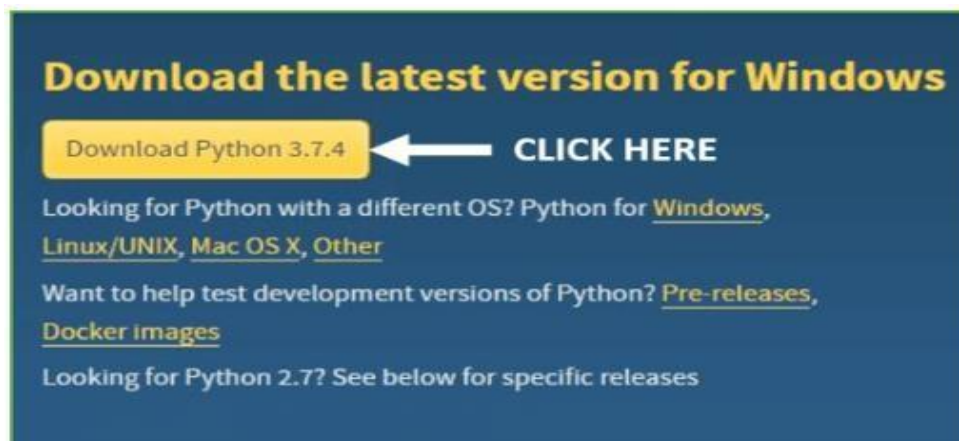 Download the latest version for Windows
Download Python 3.7.4 CLICK HERE
Looking for Python with a different OS? Python for Windows,
Linux/UNIX, Mac OS X, Other
Want to help test development versions of Python? Pre-releases,
Docker images
Looking for Python 2.7? See below for specific releases